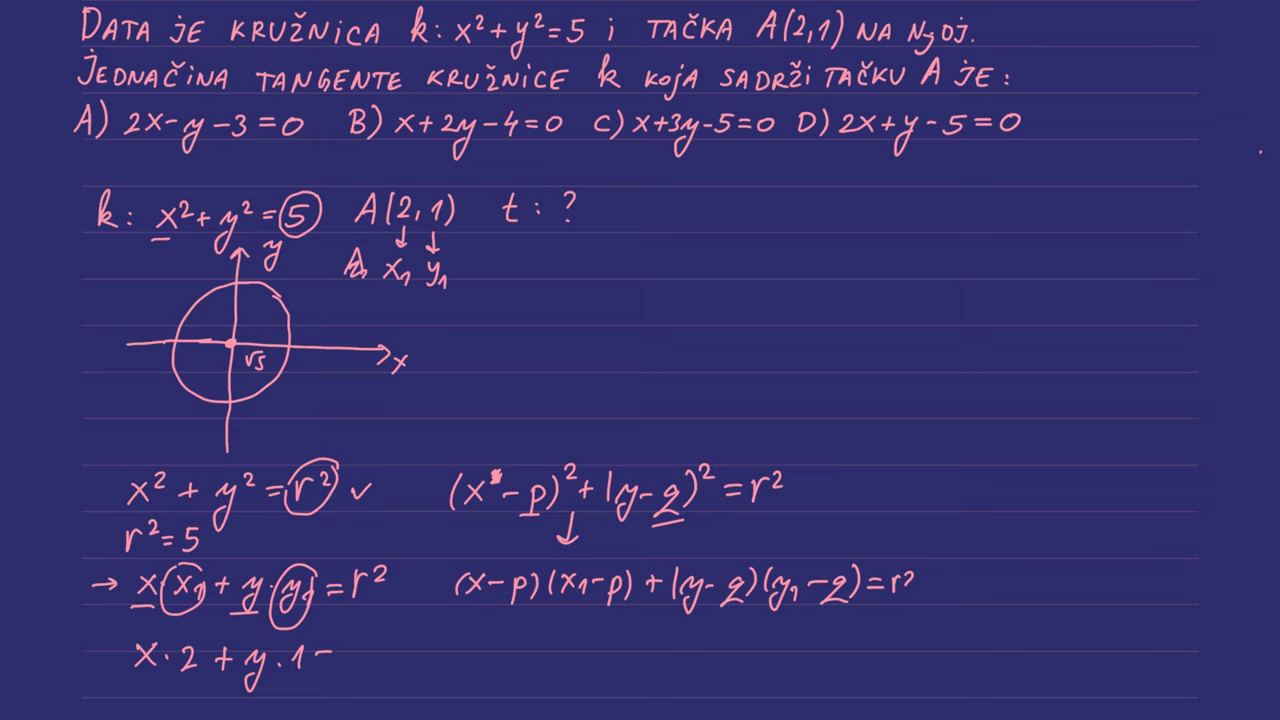 DATA JE KRUŽNICA k: x²+y²=5 i TAČKA A(2,1) NA NJOJ.
JEDNAČINA TANGENTE KRUŽNICE k KOJA SADRŽI TAČKU A JE:
A) 2x-y-3=0 B) x+2y-4=0 C) x+3y-5=0 D) 2x+y-5=0
k: x²+y²=5 A(2,1) t: ?
↓ ↓
x₁ y₁
y
√5
x
x² + y² = r² ✓ (x-p)²+(y-q)²=r²
r²=5 ↓
→ x·x₁ + y·y₁ = r² (x-p)(x₁-p)+(y-q)(y₁-q)=r²
x·2 + y·1 -